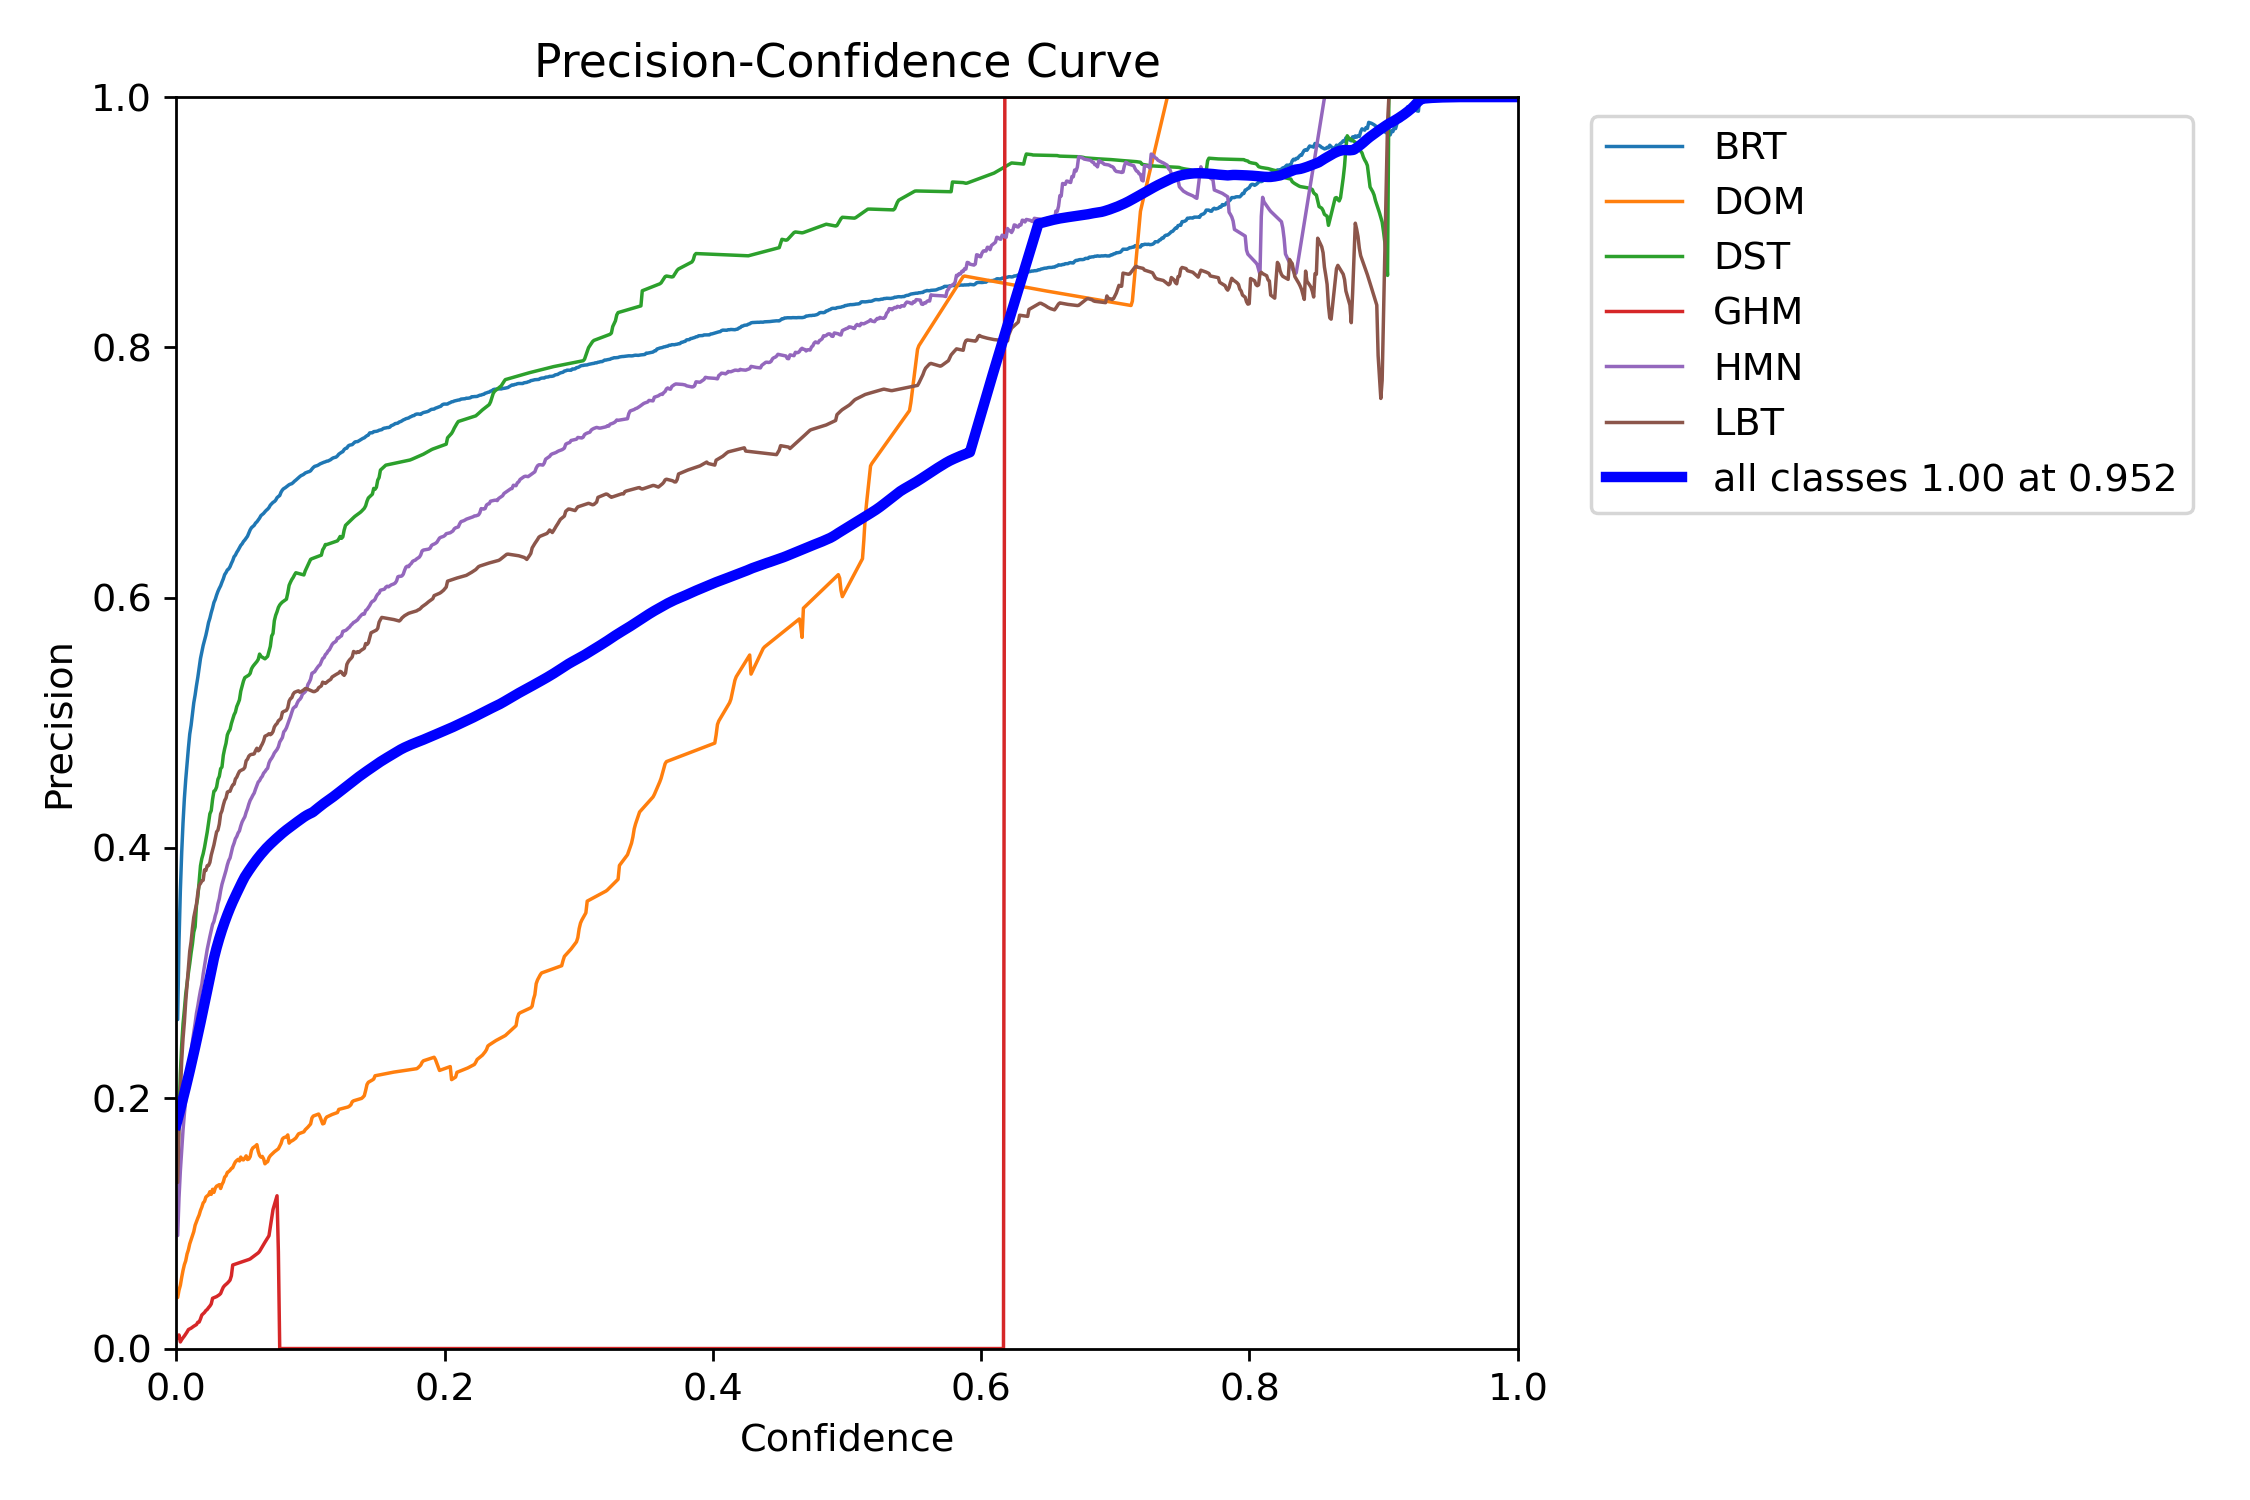 Precision-Confidence Curve
1.0
0.8
0.6
0.4
0.2
0.0
Precision
0.0 0.2 0.4 0.6 0.8 1.0
Confidence
BRT
DOM
DST
GHM
HMN
LBT
all classes 1.00 at 0.952